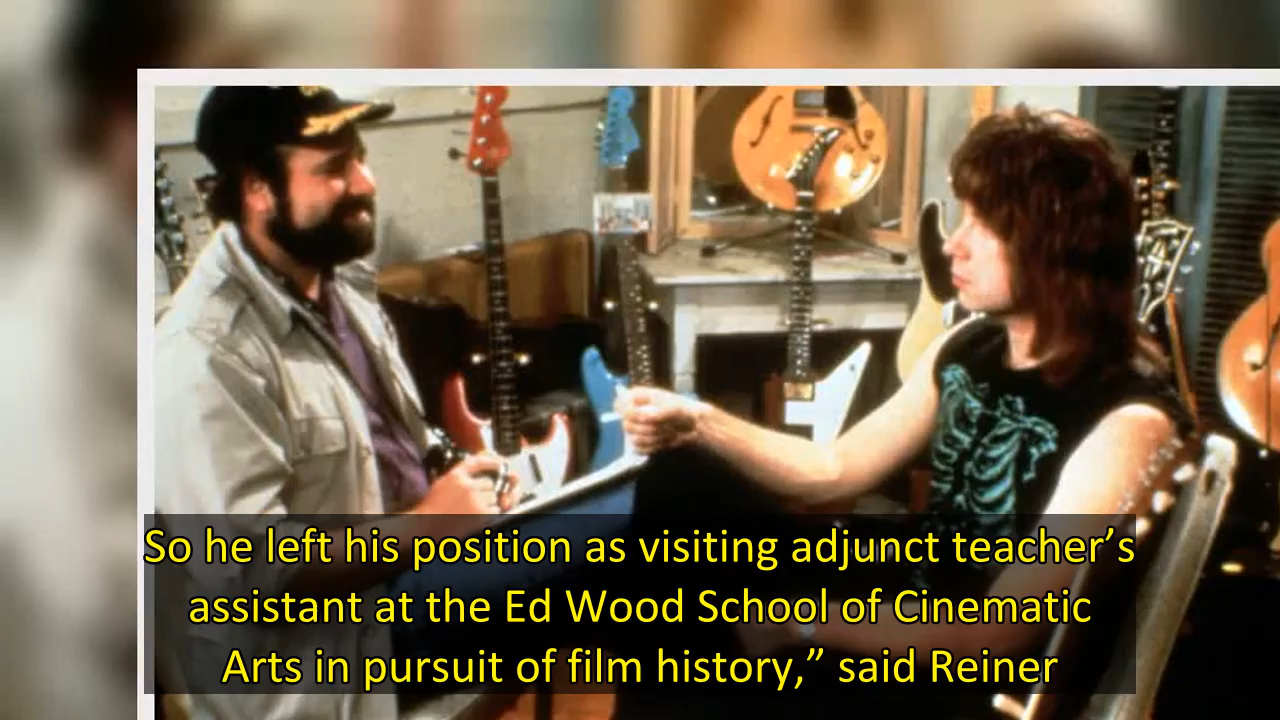 So he left his position as visiting adjunct teacher’s
assistant at the Ed Wood School of Cinematic
Arts in pursuit of film history,” said Reiner